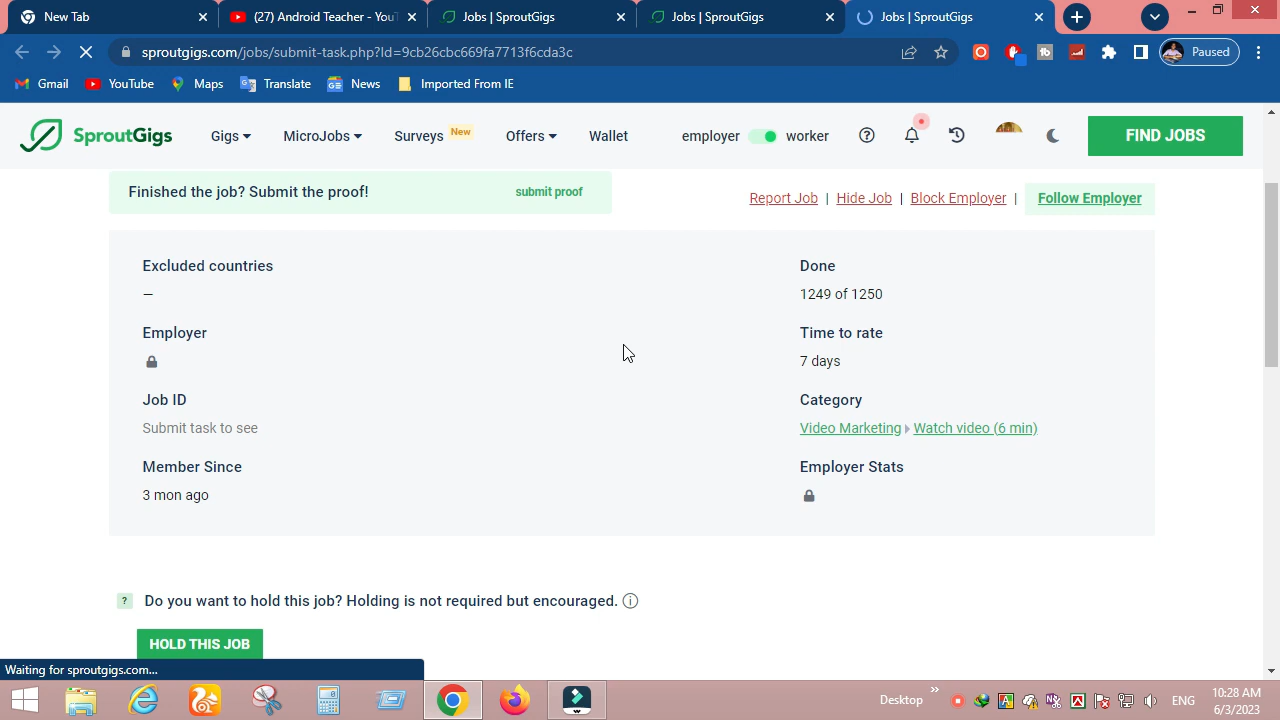 New Tab
(27) Android Teacher - YouT
Jobs | SproutGigs
Jobs | SproutGigs
Jobs | SproutGigs
sproutgigs.com/jobs/submit-task.php?Id=9cb26cbc669fa7713f6cda3c
Paused
Gmail
YouTube
Maps
Translate
News
Imported From IE
SproutGigs
Gigs
MicroJobs
Surveys New
Offers
Wallet
employer
worker
FIND JOBS
Finished the job? Submit the proof!
submit proof
Report Job | Hide Job | Block Employer | Follow Employer
Excluded countries
—
Done
1249 of 1250
Employer
Time to rate
7 days
Job ID
Submit task to see
Category
Video Marketing Watch video (6 min)
Member Since
3 mon ago
Employer Stats
? Do you want to hold this job? Holding is not required but encouraged.
HOLD THIS JOB
Waiting for sproutgigs.com...
Desktop
ENG
10:28 AM
6/3/2023